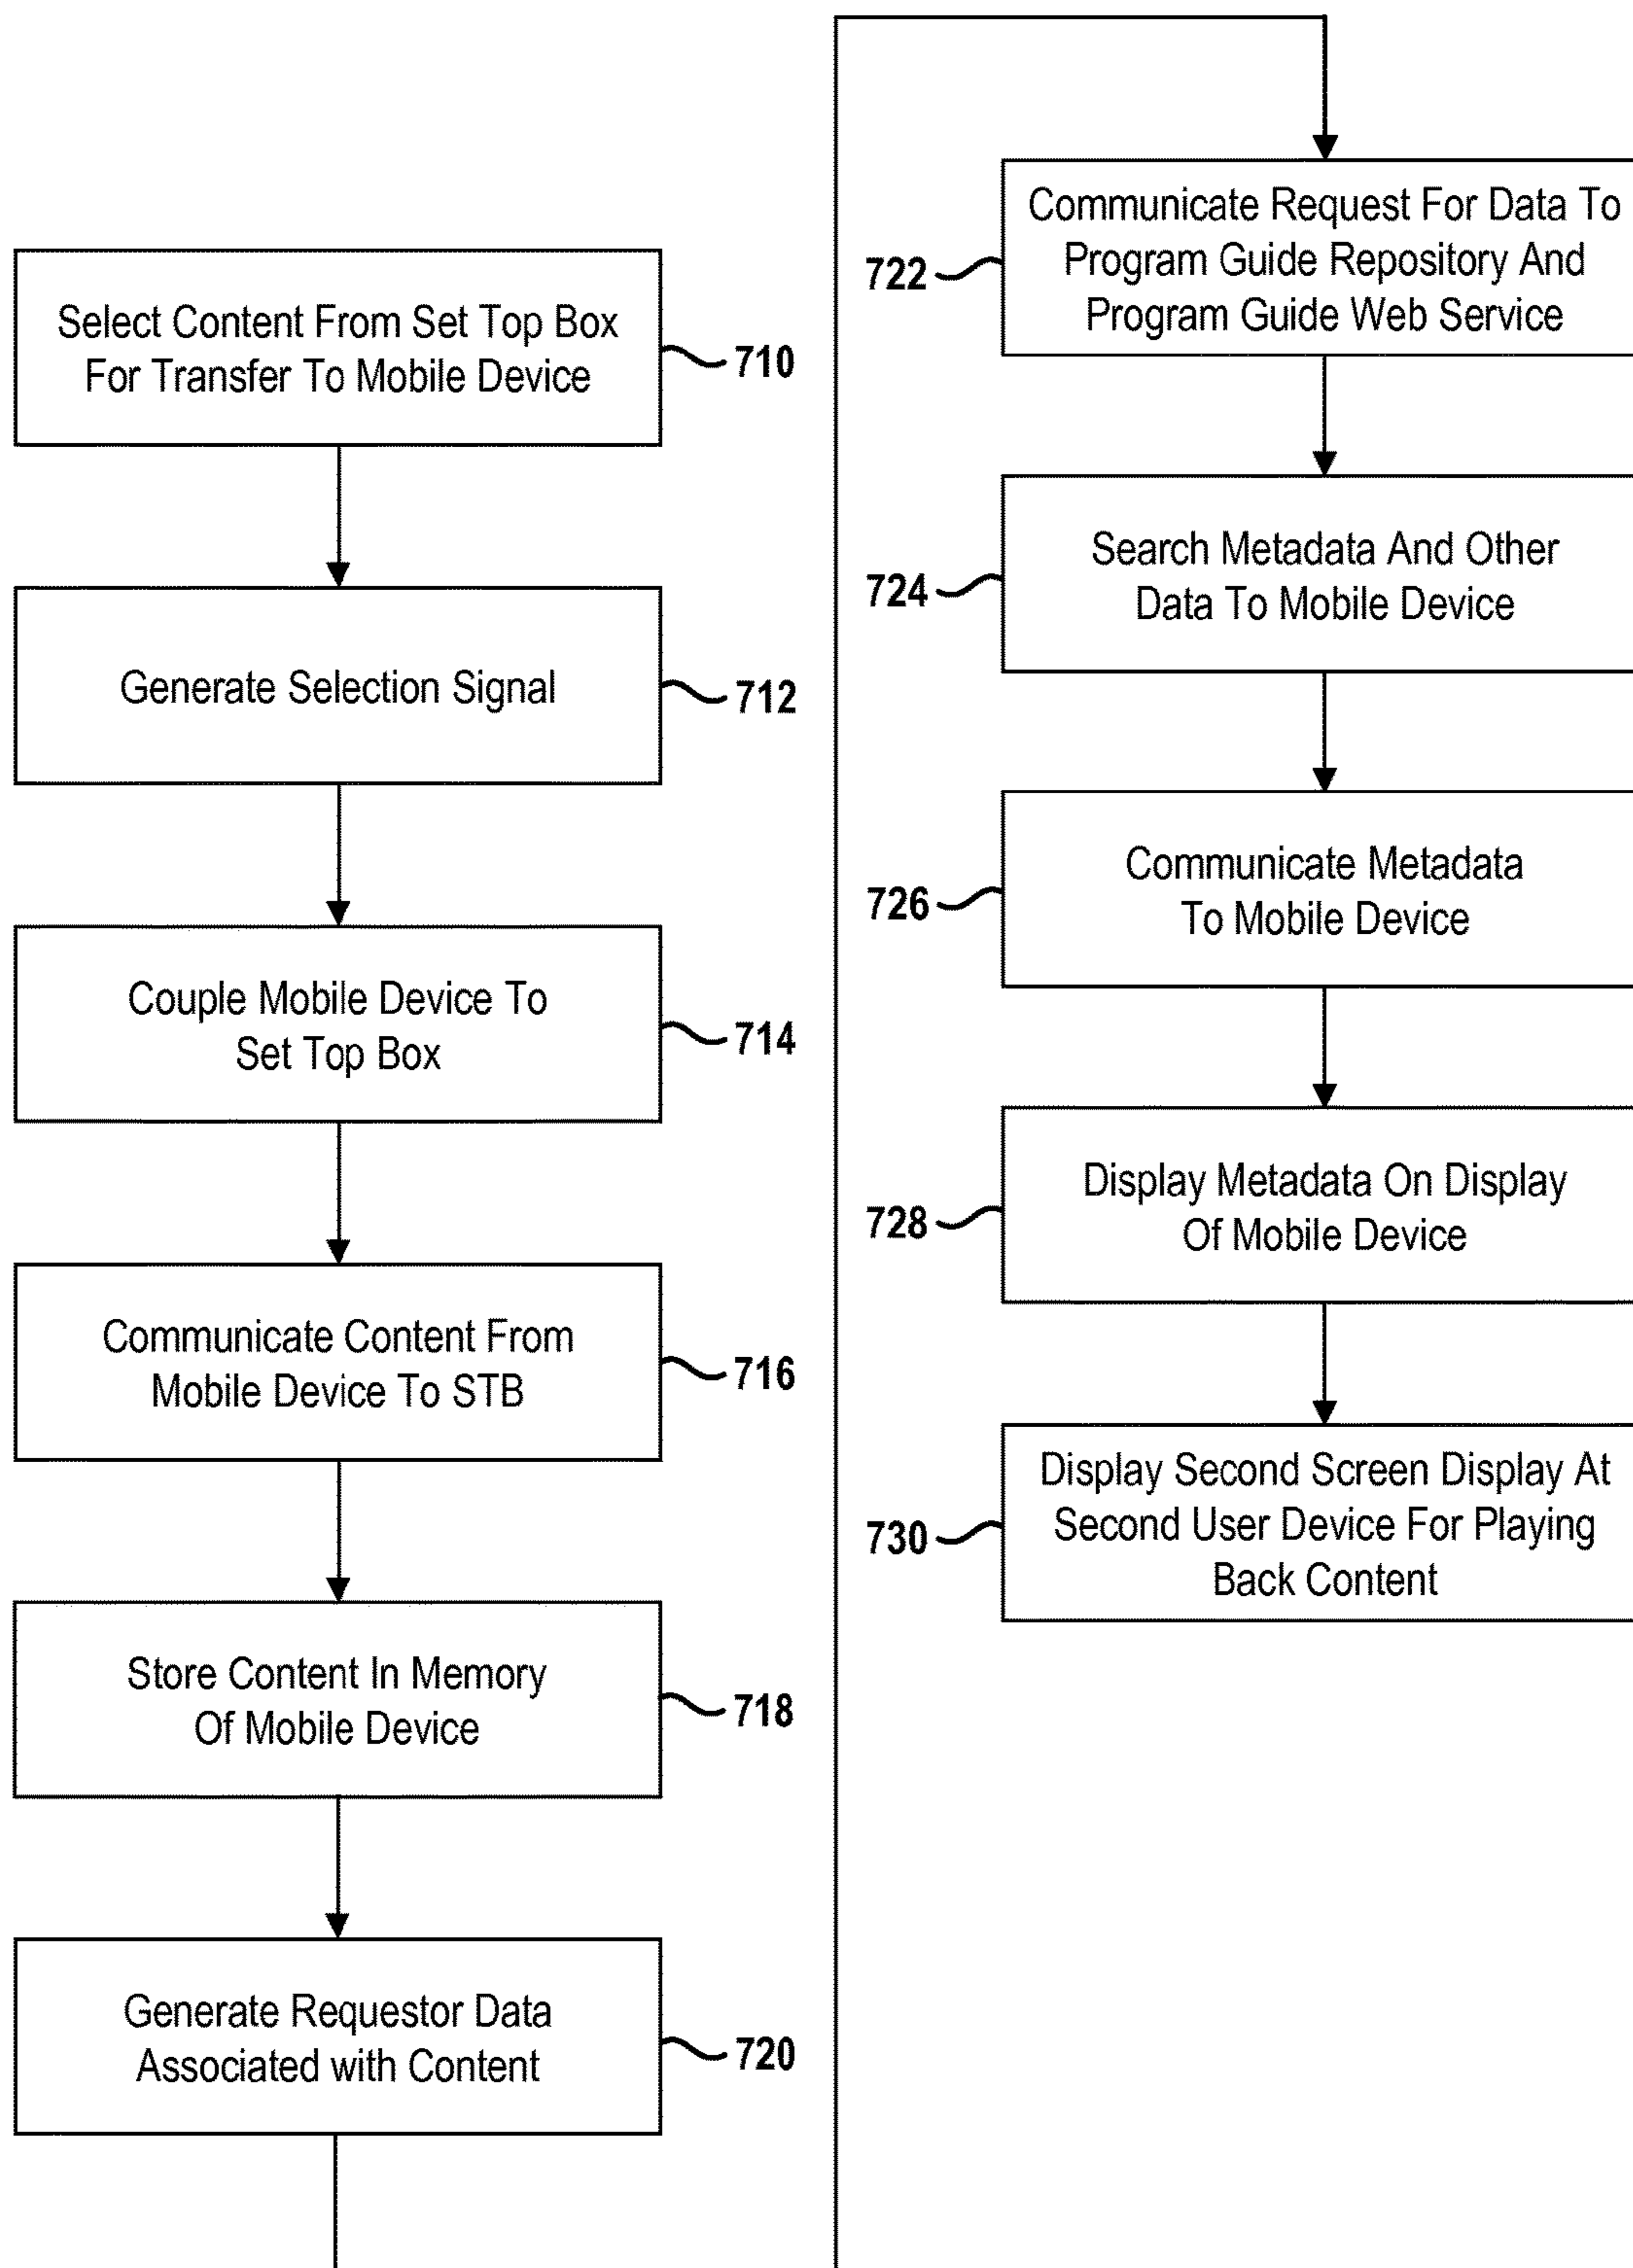 Select Content From Set Top Box
For Transfer To Mobile Device
710
Generate Selection Signal
712
Couple Mobile Device To
Set Top Box
714
Communicate Content From
Mobile Device To STB
716
Store Content In Memory
Of Mobile Device
718
Generate Requestor Data
Associated with Content
720
Communicate Request For Data To
Program Guide Repository And
Program Guide Web Service
722
Search Metadata And Other
Data To Mobile Device
724
Communicate Metadata
To Mobile Device
726
Display Metadata On Display
Of Mobile Device
728
Display Second Screen Display At
Second User Device For Playing
Back Content
730